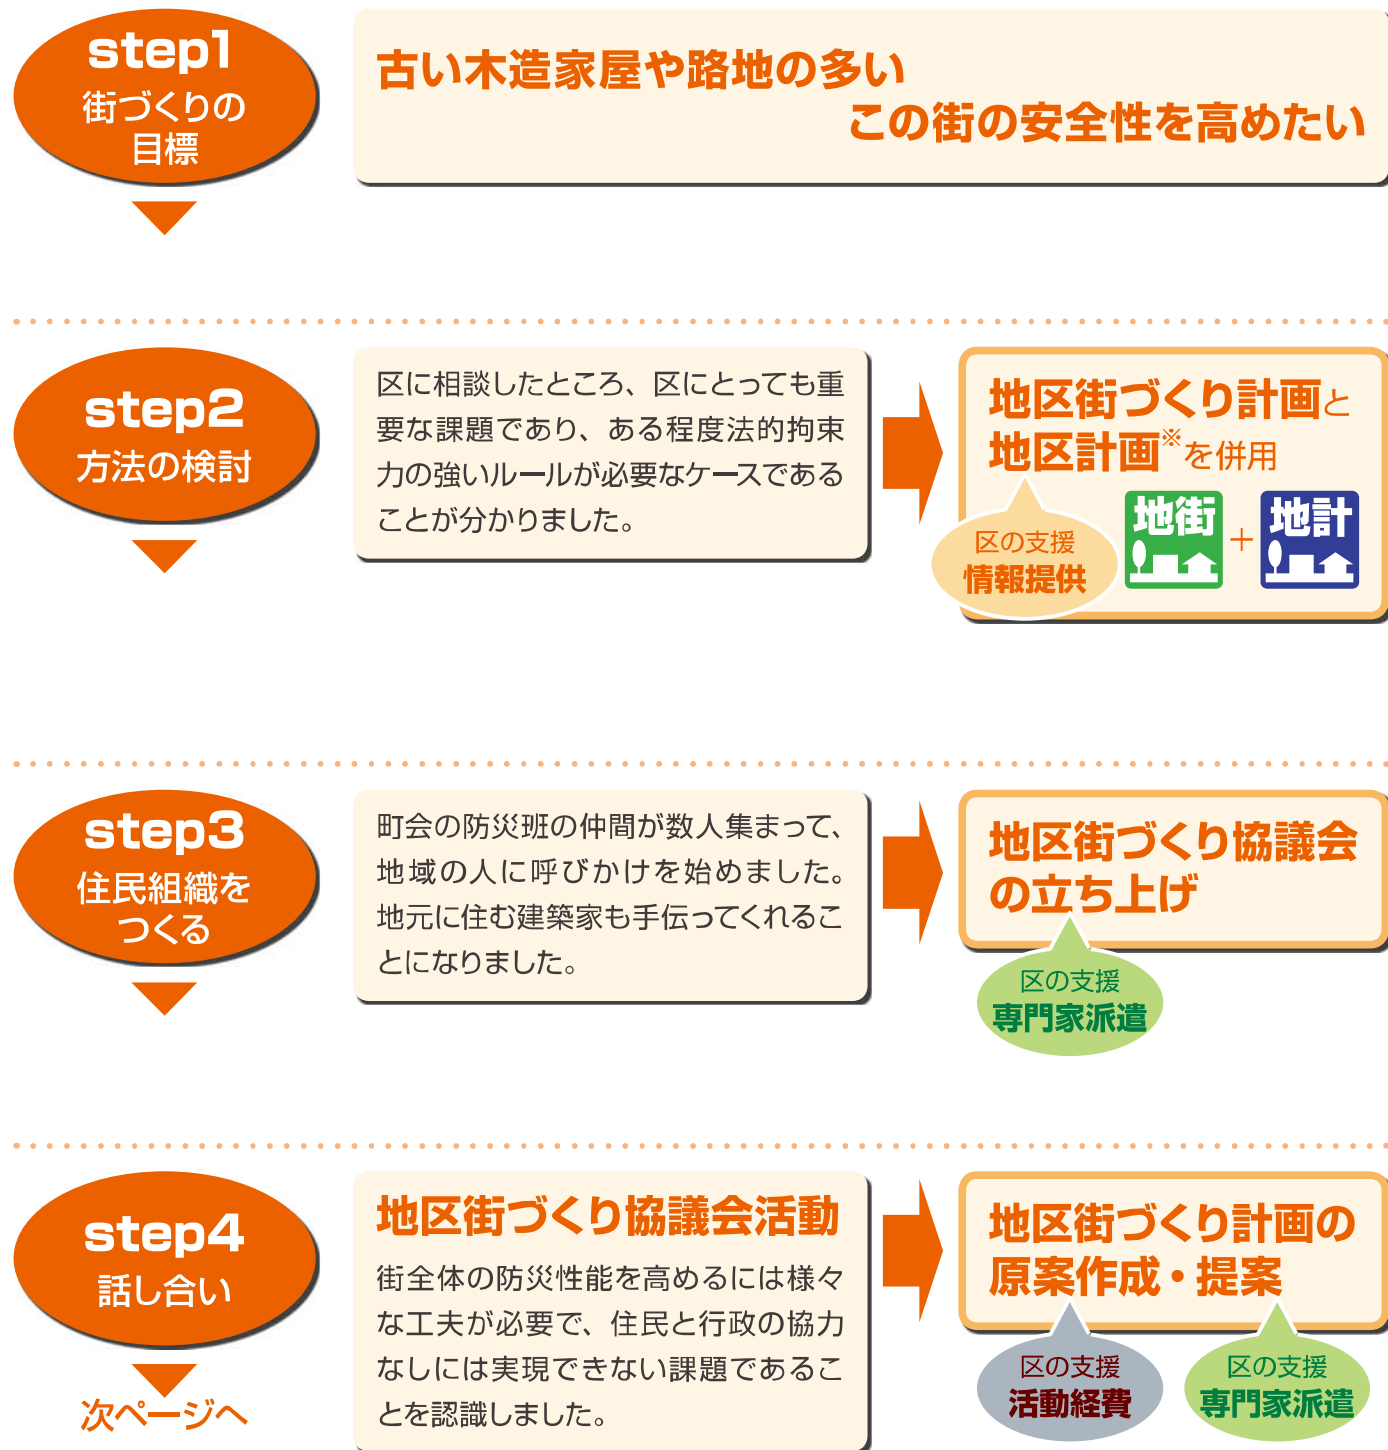 step1
街づくりの
目標
古い木造家屋や路地の多い
この街の安全性を高めたい
step2
方法の検討
区に相談したところ、区にとっても重
要な課題であり、ある程度法的拘束
力の強いルールが必要なケースである
ことが分かりました。
地区街づくり計画と
地区計画※を併用
区の支援
情報提供
地街
+
地計
step3
住民組織を
つくる
町会の防災班の仲間が数人集まって、
地域の人に呼びかけを始めました。
地元に住む建築家も手伝ってくれるこ
とになりました。
地区街づくり協議会
の立ち上げ
区の支援
専門家派遣
step4
話し合い
次ページへ
地区街づくり協議会活動
街全体の防災性能を高めるには様々
な工夫が必要で、住民と行政の協力
なしには実現できない課題であるこ
とを認識しました。
地区街づくり計画の
原案作成・提案
区の支援
活動経費
区の支援
専門家派遣